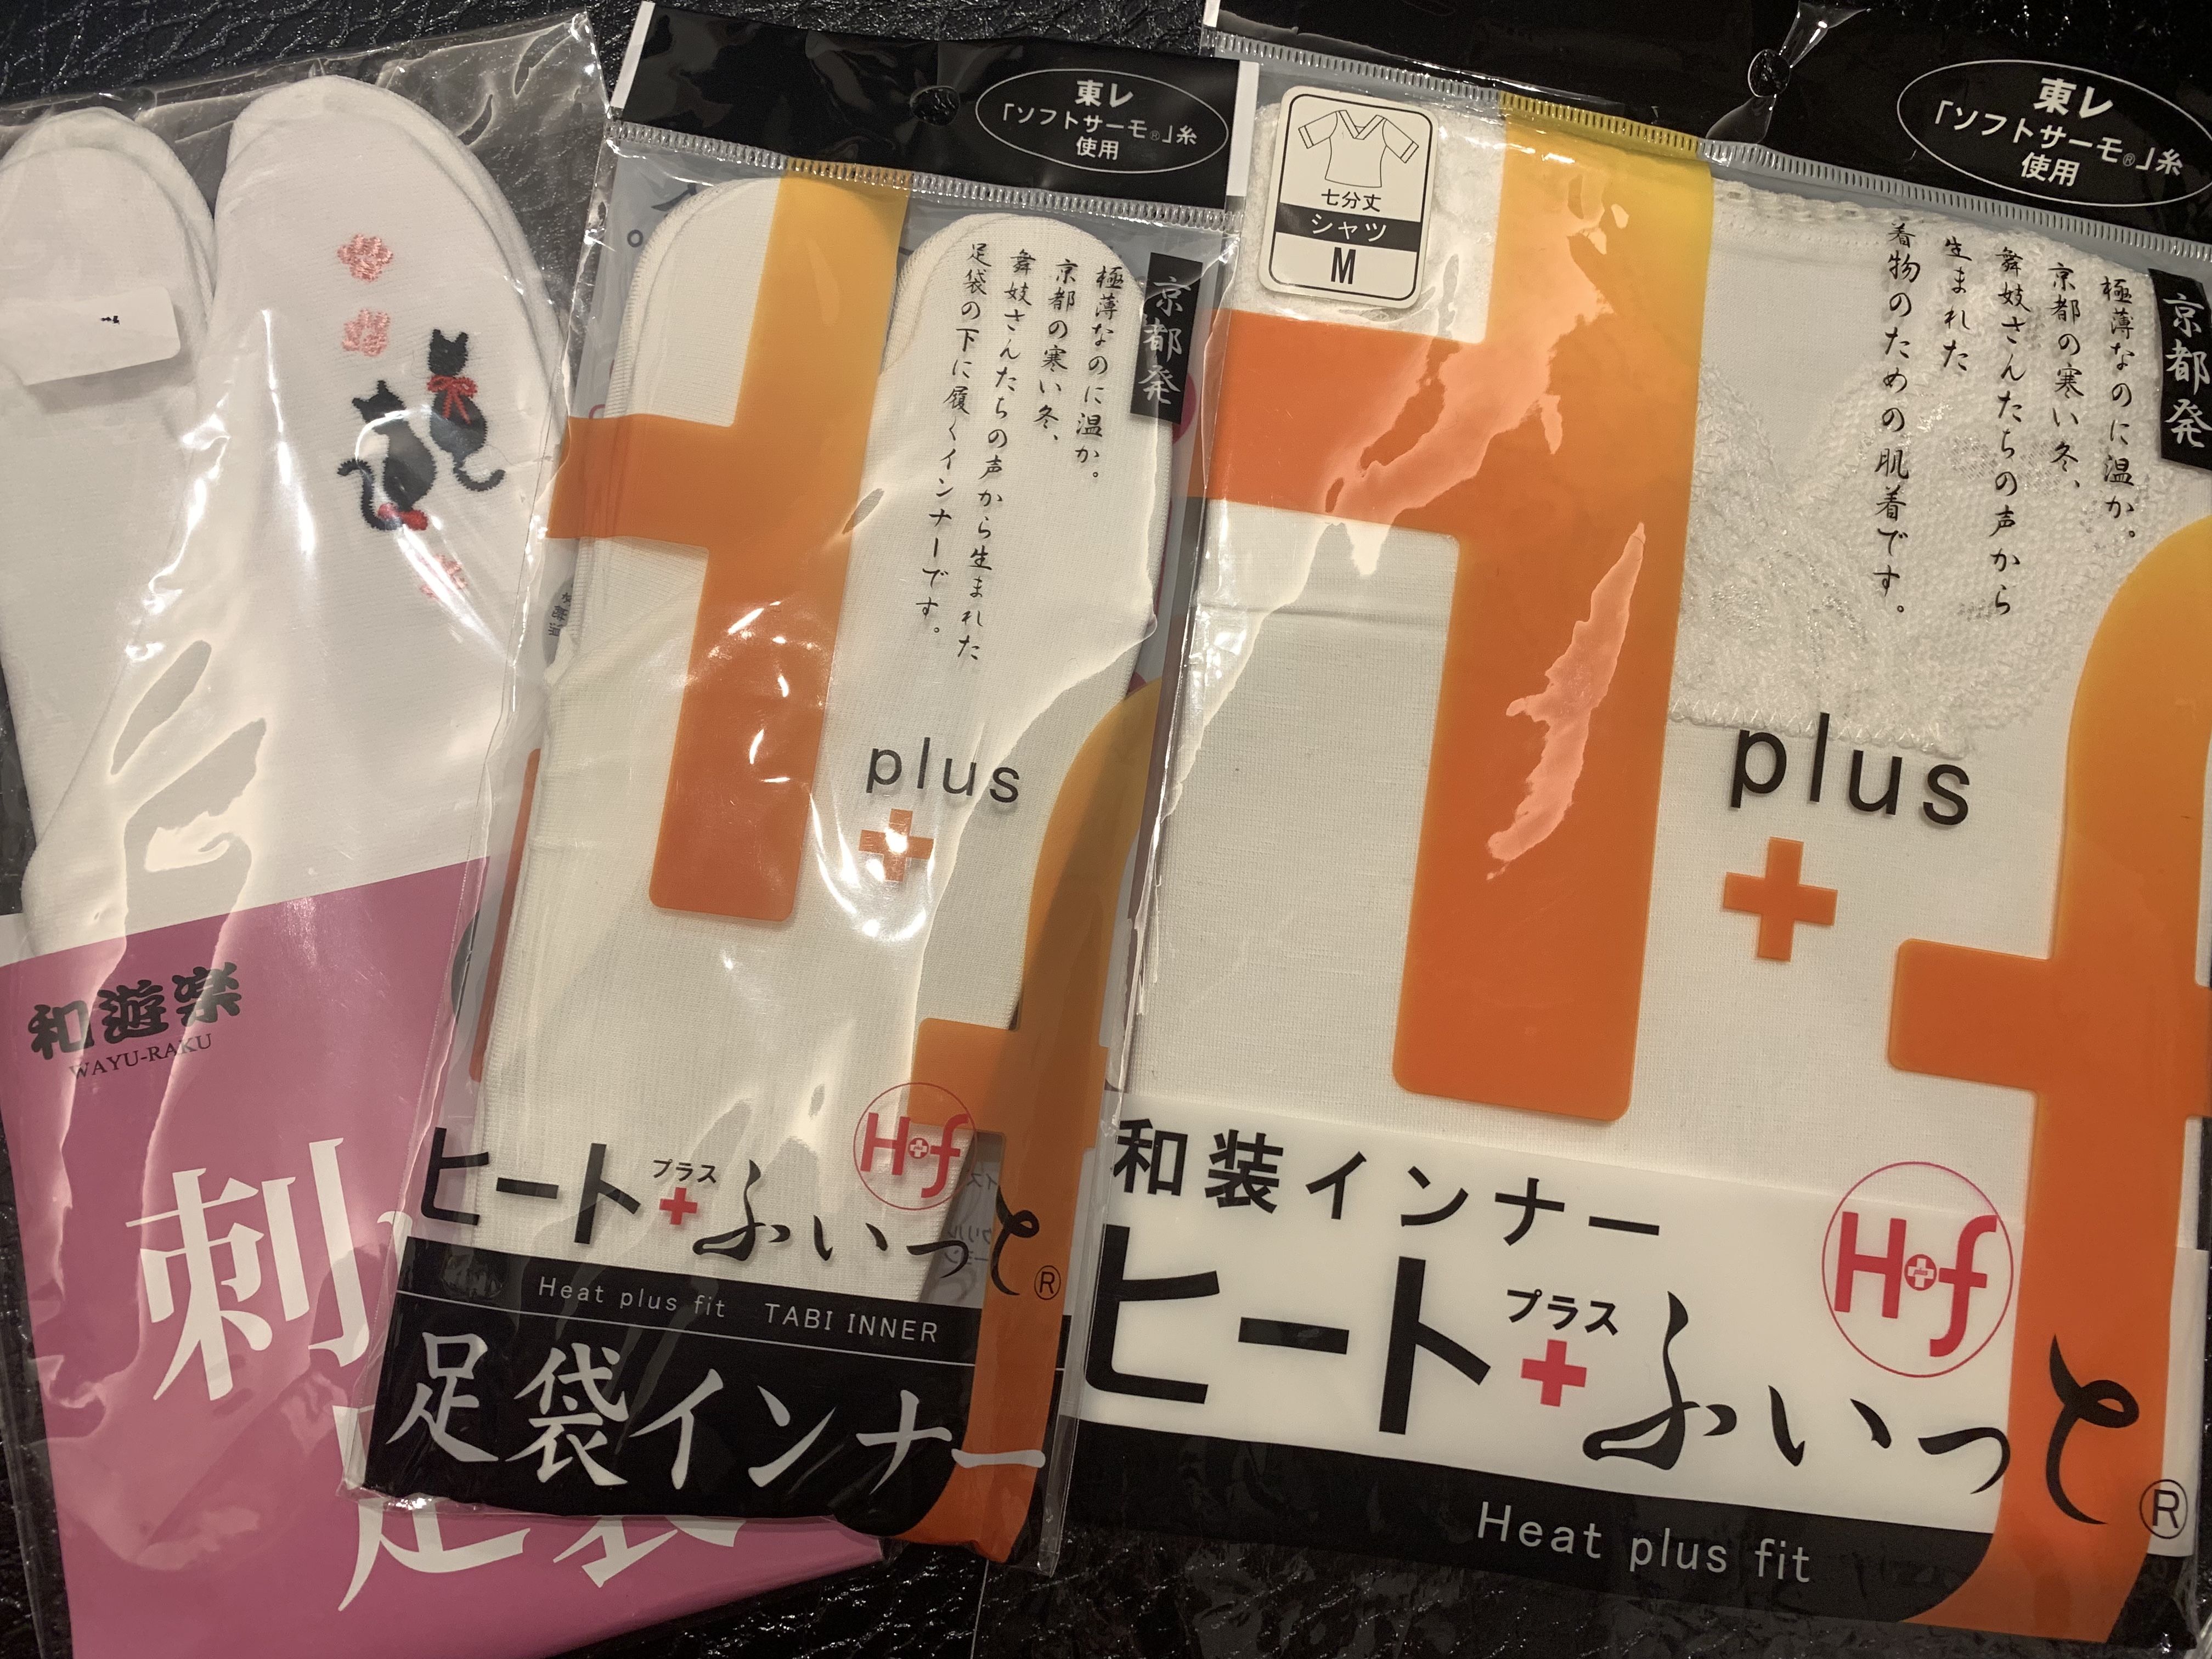 和遊楽
WAYU-RAKU
刺
足袋
東レ
「ソフトサーモ®」糸
使用
京都発
極薄なのに温か。
京都の寒い冬、
舞妓さんたちの声から生まれた
足袋の下に履くインナーです。
plus
+
H plus f
ヒート+ふいっと®
プラス
Heat plus fit TABI INNER
足袋インナー
東レ
「ソフトサーモ®」糸
使用
七分丈
シャツ
M
京都発
極薄なのに温か。
京都の寒い冬、
舞妓さんたちの声から
生まれた
着物のための肌着です。
plus
+
和装インナー
H plus f
ヒート+ふいっと®
プラス
Heat plus fit